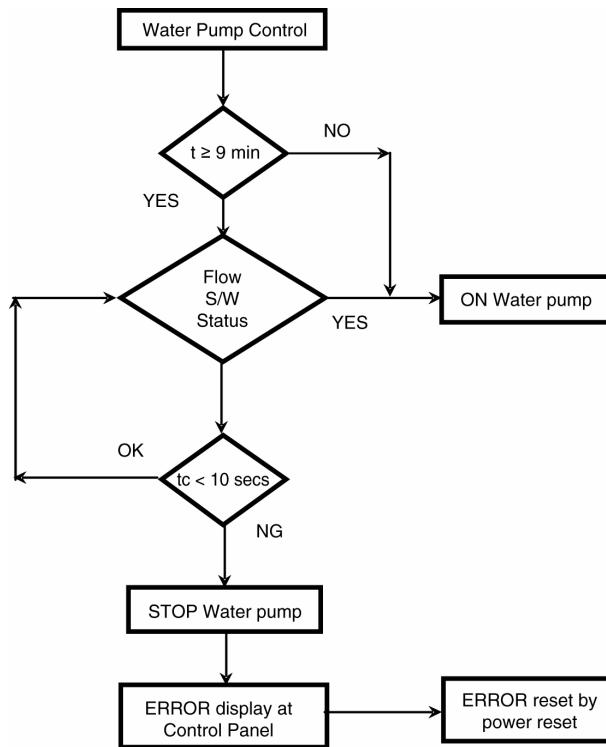 Water Pump Control
NO
t ≥ 9 min
YES
Flow
S/W
Status
YES
ON Water pump
OK
tc < 10 secs
NG
STOP Water pump
ERROR display at
Control Panel
ERROR reset by
power reset